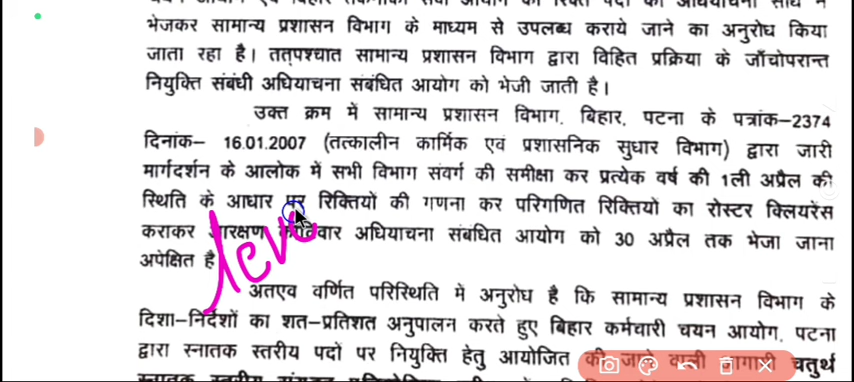 भेजकर सामान्य प्रशासन विभाग के माध्यम से उपलब्ध कराये जाने का अनुरोध किया
जाता रहा है। तत्पश्चात सामान्य प्रशासन विभाग द्वारा विहित प्रक्रिया के जाँचोपरान्त
नियुक्ति संबंधी अधियाचना संबंधित आयोग को भेजी जाती है।
उक्त क्रम में सामान्य प्रशासन विभाग, बिहार, पटना के पत्रांक-2374
दिनांक- 16.01.2007 (तत्कालीन कार्मिक एवं प्रशासनिक सुधार विभाग) द्वारा जारी
मार्गदर्शन के आलोक में सभी विभाग संवर्ग की समीक्षा कर प्रत्येक वर्ष की 1ली अप्रैल की
स्थिति के आधार पर रिक्तियों की गणना कर परिगणित रिक्तियों का रोस्टर क्लियरेंस
कराकर आरक्षण अधियाचना संबंधित आयोग को 30 अप्रैल तक भेजा जाना
अपेक्षित है
अतएव वर्णित परिस्थिति में अनुरोध है कि सामान्य प्रशासन विभाग के
दिशा-निर्देशों का शत-प्रतिशत अनुपालन करते हुए बिहार कर्मचारी चयन आयोग, पटना
द्वारा स्नातक स्तरीय पदों पर नियुक्ति हेतु आयोजित की जाने वाली आगामी चतुर्थ